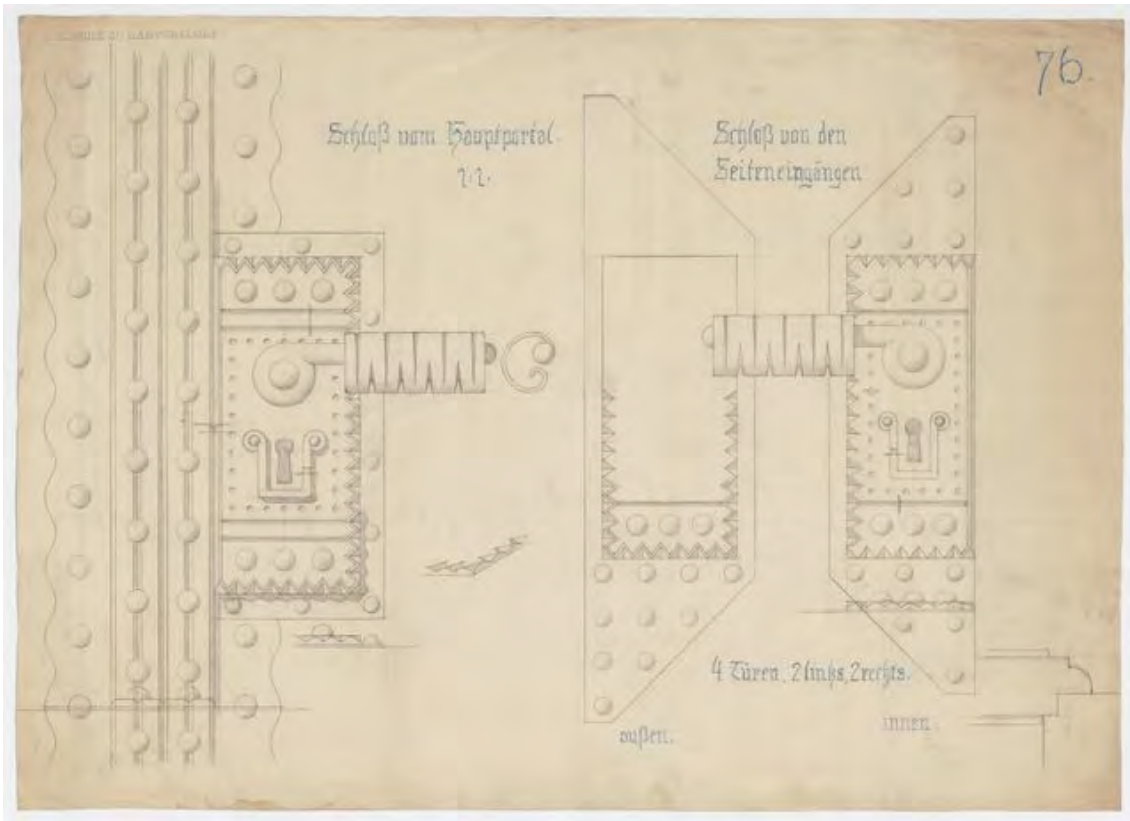 76.
Schloß vom Hauptportal.
1:1.
Schloß von den
Seiteneingängen
4 Türen, 2 links, 2 rechts.
außen.
innen.